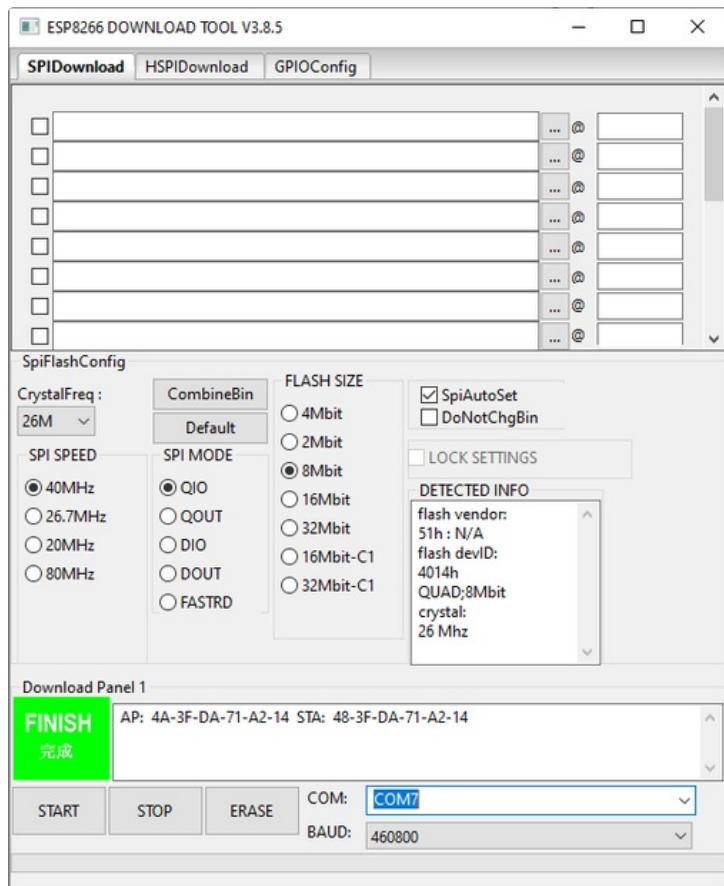 ESP8266 DOWNLOAD TOOL V3.8.5
SPIDownload HSPIDownload GPIOConfig
... @
... @
... @
... @
... @
... @
... @
... @
SpiFlashConfig
CrystalFreq :
26M
CombineBin
Default
SPI SPEED
40MHz
26.7MHz
20MHz
80MHz
SPI MODE
QIO
QOUT
DIO
DOUT
FASTRD
FLASH SIZE
4Mbit
2Mbit
8Mbit
16Mbit
32Mbit
16Mbit-C1
32Mbit-C1
SpiAutoSet
DoNotChgBin
LOCK SETTINGS
DETECTED INFO
flash vendor:
51h : N/A
flash devID:
4014h
QUAD;8Mbit
crystal:
26 Mhz
Download Panel 1
FINISH
完成
AP: 4A-3F-DA-71-A2-14 STA: 48-3F-DA-71-A2-14
START STOP ERASE
COM: COM7
BAUD: 460800